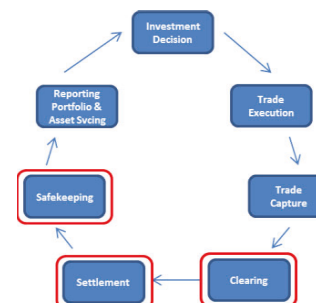 Investment
Decision
Trade
Execution
Trade
Capture
Clearing
Settlement
Safekeeping
Reporting
Portfolio &
Asset Svcing